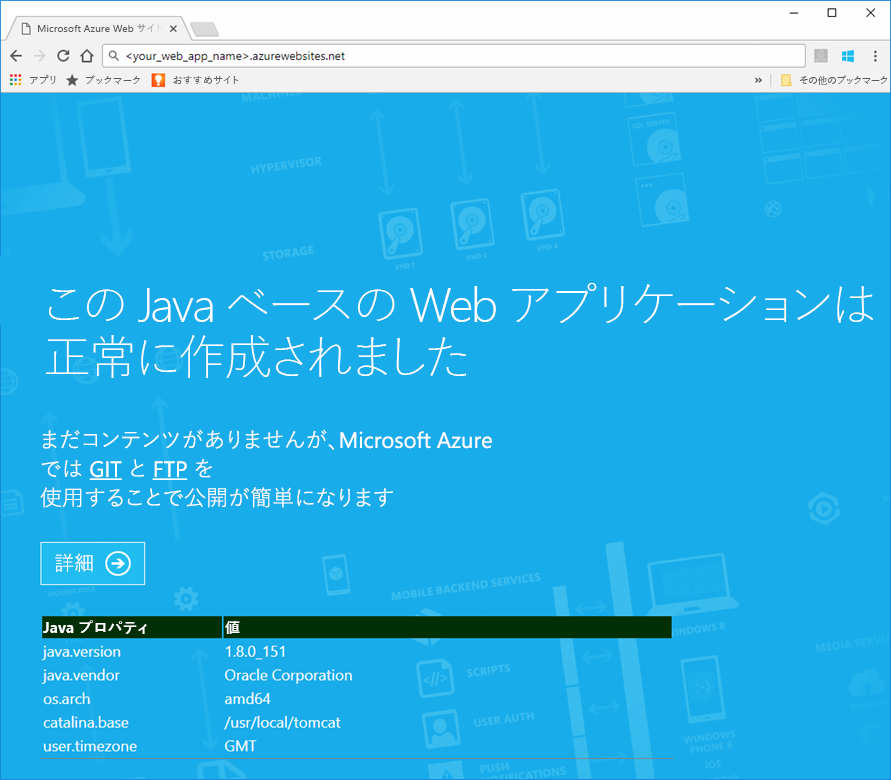 Microsoft Azure Web サイト
<your_web_app_name>.azurewebsites.net
アプリ ブックマーク おすすめサイト » その他のブックマーク
MACHINES
HYPERVISOR
SQL SERVER
STORAGE
VHD 1 VHD 2 VHD 3
この Java ベースの Web アプリケーションは
正常に作成されました
まだコンテンツがありませんが、Microsoft Azure
では GIT と FTP を
使用することで公開が簡単になります
詳細
WORKER ROLE
MOBILE BACKEND SERVICES
WINDOWS 8
MEDIA SERVIC
Java プロパティ 値
java.version 1.8.0_151
java.vendor Oracle Corporation
os.arch amd64
catalina.base /usr/local/tomcat
user.timezone GMT
SCRIPTS
USER AUTH
PUSH
NOTIFICATIONS
WINDOWS
PHONE 8
iOS